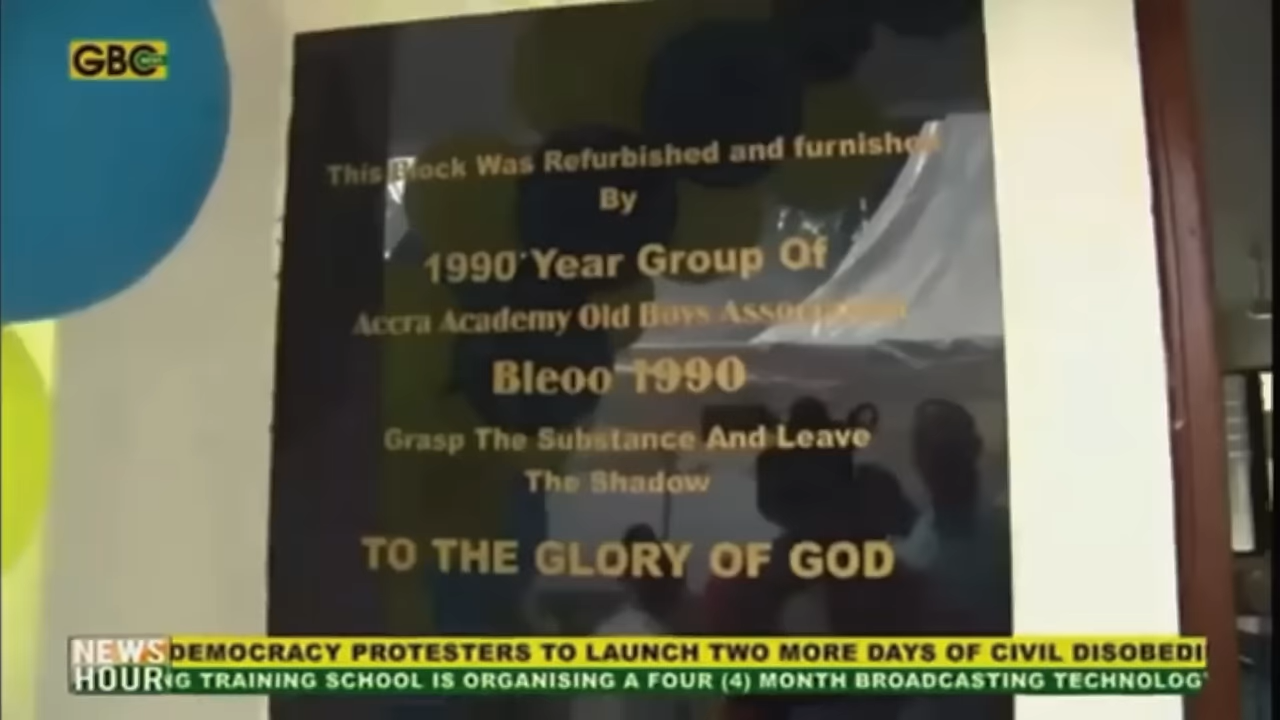 GBC
This Block Was Refurbished and furnished
By
1990 Year Group Of
Accra Academy Old Boys Association
Bleoo 1990
Grasp The Substance And Leave
The Shadow
TO THE GLORY OF GOD
NEWS
HOUR
DEMOCRACY PROTESTERS TO LAUNCH TWO MORE DAYS OF CIVIL DISOBEDI
G TRAINING SCHOOL IS ORGANISING A FOUR (4) MONTH BROADCASTING TECHNOLOG